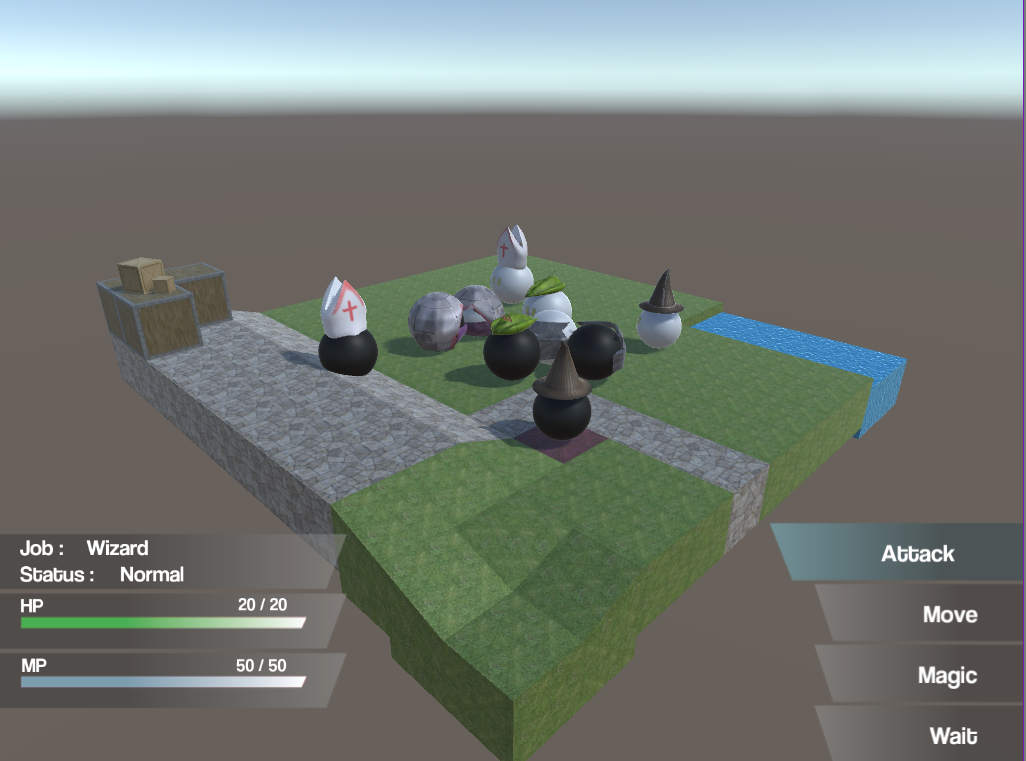 Job : Wizard
Status : Normal
HP 20 / 20
MP 50 / 50
Attack
Move
Magic
Wait